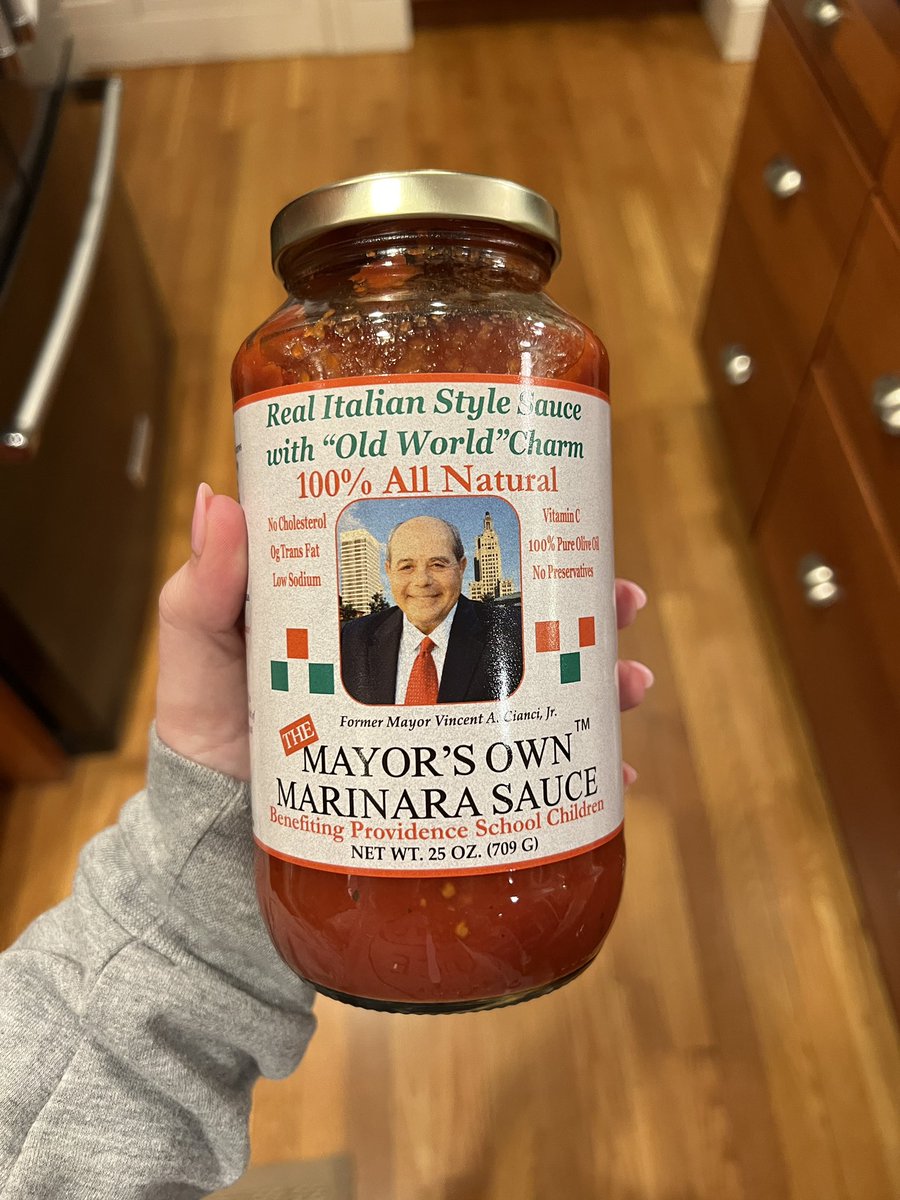 Real Italian Style Sauce
with “Old World”Charm
100% All Natural
No Cholesterol
0g Trans Fat
Low Sodium
Vitamin C
100% Pure Olive Oil
No Preservatives
Former Mayor Vincent A. Cianci, Jr.
THE
MAYOR'S OWN™
MARINARA SAUCE
Benefiting Providence School Children
NET WT. 25 OZ. (709 G)